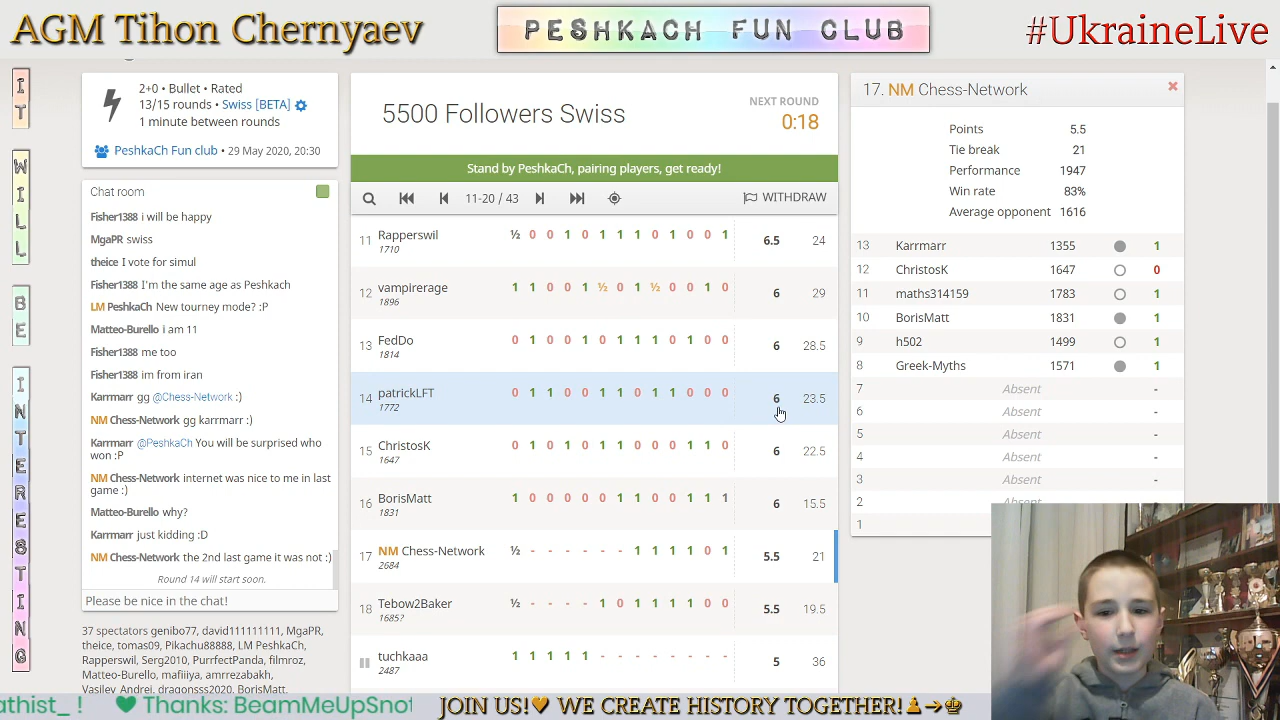 AGM Tihon Chernyaev
PESHKACH FUN CLUB
#UkraineLive
IT
WILL
BE
INTERESTING
2+0 • Bullet • Rated
13/15 rounds • Swiss [BETA]
1 minute between rounds
PeshkaCh Fun club • 29 May 2020, 20:30
Chat room
Fisher1388 i will be happy
MgaPR swiss
theice I vote for simul
Fisher1388 I'm the same age as Peshkach
LM PeshkaCh New tourney mode? :P
Matteo-Burello i am 11
Fisher1388 me too
Fisher1388 im from iran
Karrmarr gg @Chess-Network :)
NM Chess-Network gg karrmarr :)
Karrmarr @PeshkaCh You will be surprised who
won :P
NM Chess-Network internet was nice to me in last
game :)
Matteo-Burello why?
Karrmarr just kidding :D
NM Chess-Network the 2nd last game it was not :)
Round 14 will start soon.
Please be nice in the chat!
37 spectators genibo77, david111111111, MgaPR,
theice, tomas09, Pikachu88888, LM PeshkaCh,
Rapperswil, Serg2010, PurrfectPanda, filmroz,
Matteo-Burello, mafiiiya, amrrezabakh,
Vasiley_Andrei, dragonsss2020, BorisMatt,
5500 Followers Swiss
NEXT ROUND
0:18
Stand by PeshkaCh, pairing players, get ready!
11-20 / 43
WITHDRAW
11 Rapperswil 1710 ½ 0 0 1 0 1 1 1 0 1 0 0 1 6.5 24
12 vampirerage 1896 1 1 0 0 1 ½ 0 1 ½ 0 0 1 0 6 29
13 FedDo 1814 0 1 0 0 1 0 1 1 1 0 1 0 0 6 28.5
14 patrickLFT 1772 0 1 1 0 0 1 1 0 1 1 0 0 0 6 23.5
15 ChristosK 1647 0 1 0 1 0 1 1 0 0 0 1 1 0 6 22.5
16 BorisMatt 1831 1 0 0 0 0 0 1 1 0 0 1 1 1 6 15.5
17 NM Chess-Network 2684 ½ - - - - - - 1 1 1 1 0 1 5.5 21
18 Tebow2Baker 1685? ½ - - - - 1 0 1 1 1 1 0 0 5.5 19.5
tuchkaaa 2487 1 1 1 1 1 - - - - - - - - 5 36
17. NM Chess-Network
Points 5.5
Tie break 21
Performance 1947
Win rate 83%
Average opponent 1616
13 Karrmarr 1355 1
12 ChristosK 1647 0
11 maths314159 1783 1
10 BorisMatt 1831 1
9 h502 1499 1
8 Greek-Myths 1571 1
7 Absent -
6 Absent -
5 Absent -
4 Absent -
3 Absent -
2 Absent -
1
athist_ !
Thanks: BeamMeUpSnot
JOIN US! WE CREATE HISTORY TOGETHER!